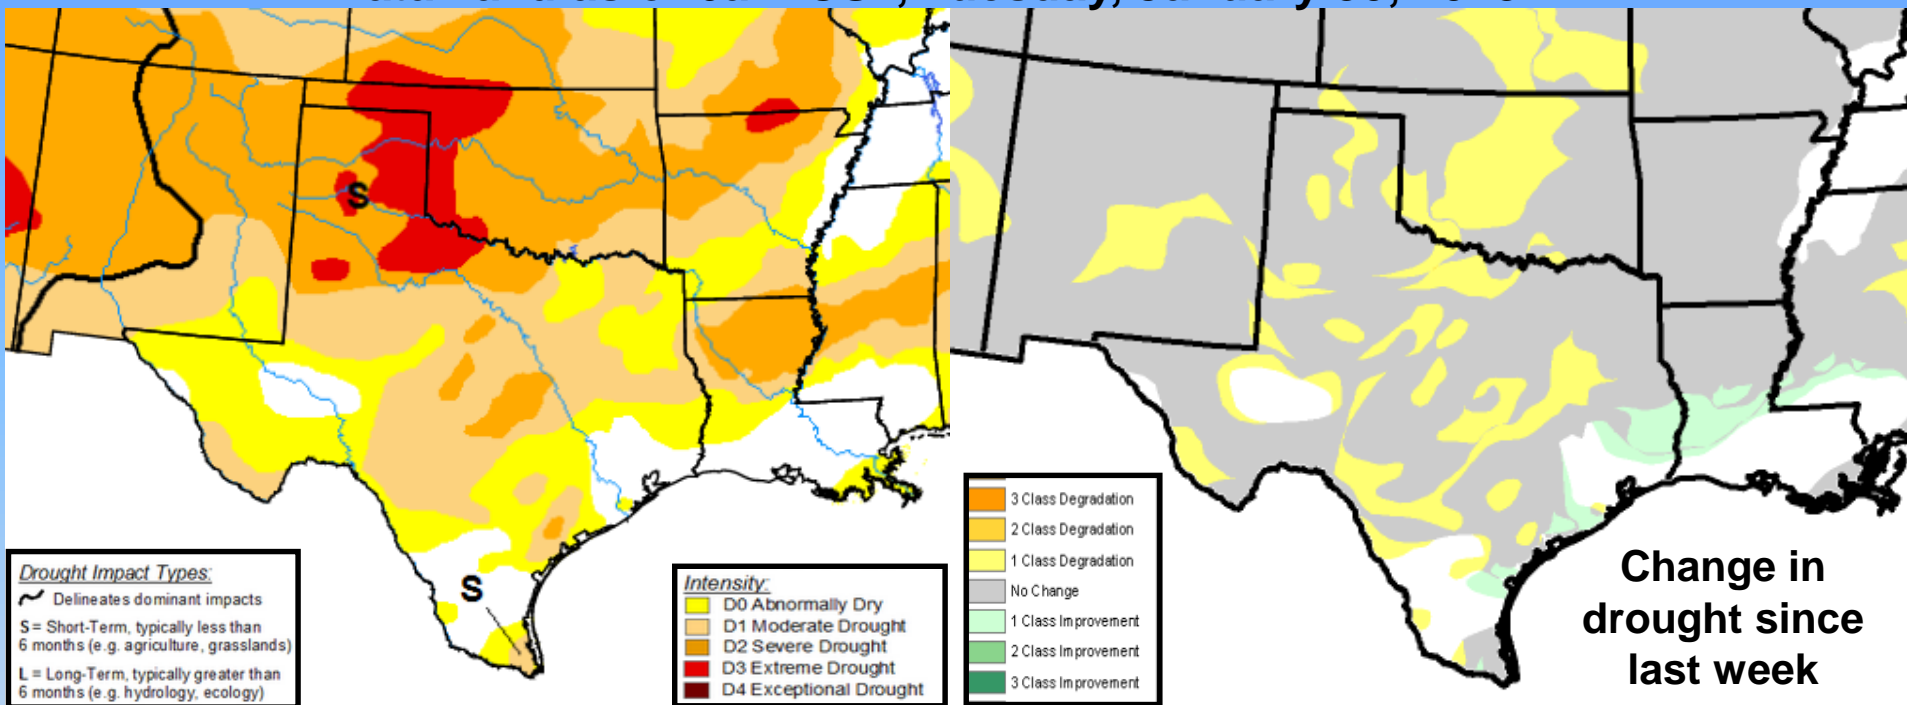 S
S
Drought Impact Types:
Delineates dominant impacts
S = Short-Term, typically less than
6 months (e.g. agriculture, grasslands)
L = Long-Term, typically greater than
6 months (e.g. hydrology, ecology)
Intensity:
D0 Abnormally Dry
D1 Moderate Drought
D2 Severe Drought
D3 Extreme Drought
D4 Exceptional Drought
3 Class Degradation
2 Class Degradation
1 Class Degradation
No Change
1 Class Improvement
2 Class Improvement
3 Class Improvement
Change in
drought since
last week